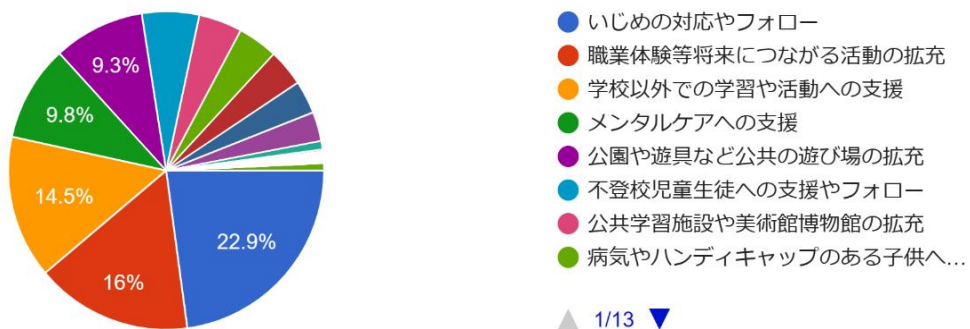 9.3%
9.8%
14.5%
16%
22.9%
いじめの対応やフォロー
職業体験等将来につながる活動の拡充
学校以外での学習や活動への支援
メンタルケアへの支援
公園や遊具など公共の遊び場の拡充
不登校児童生徒への支援やフォロー
公共学習施設や美術館博物館の拡充
病気やハンディキャップのある子供へ…
1/13